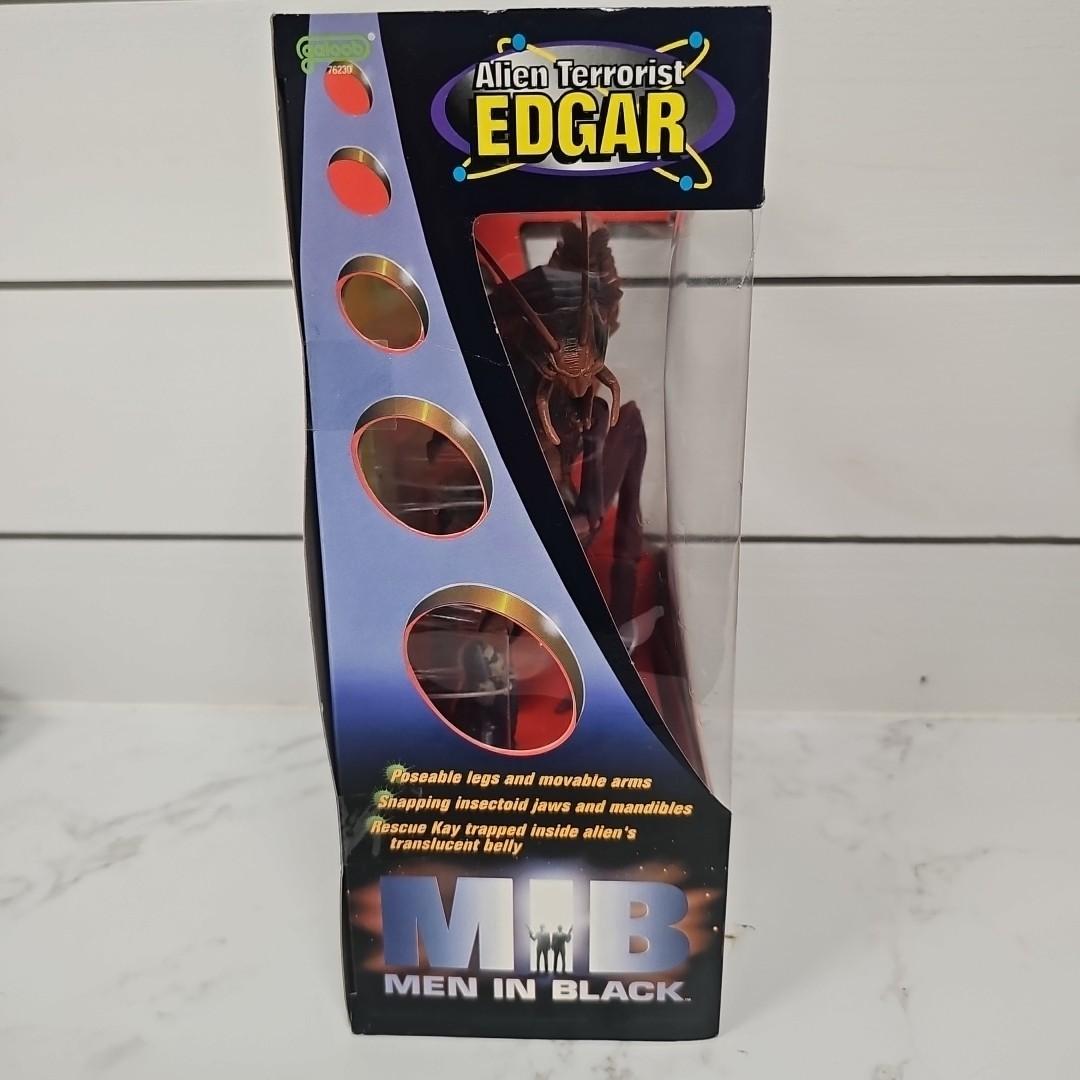 galoob®
76230
Alien Terrorist
EDGAR
Poseable legs and movable arms
Snapping insectoid jaws and mandibles
Rescue Kay trapped inside alien's
translucent belly
MIB
MEN IN BLACK™